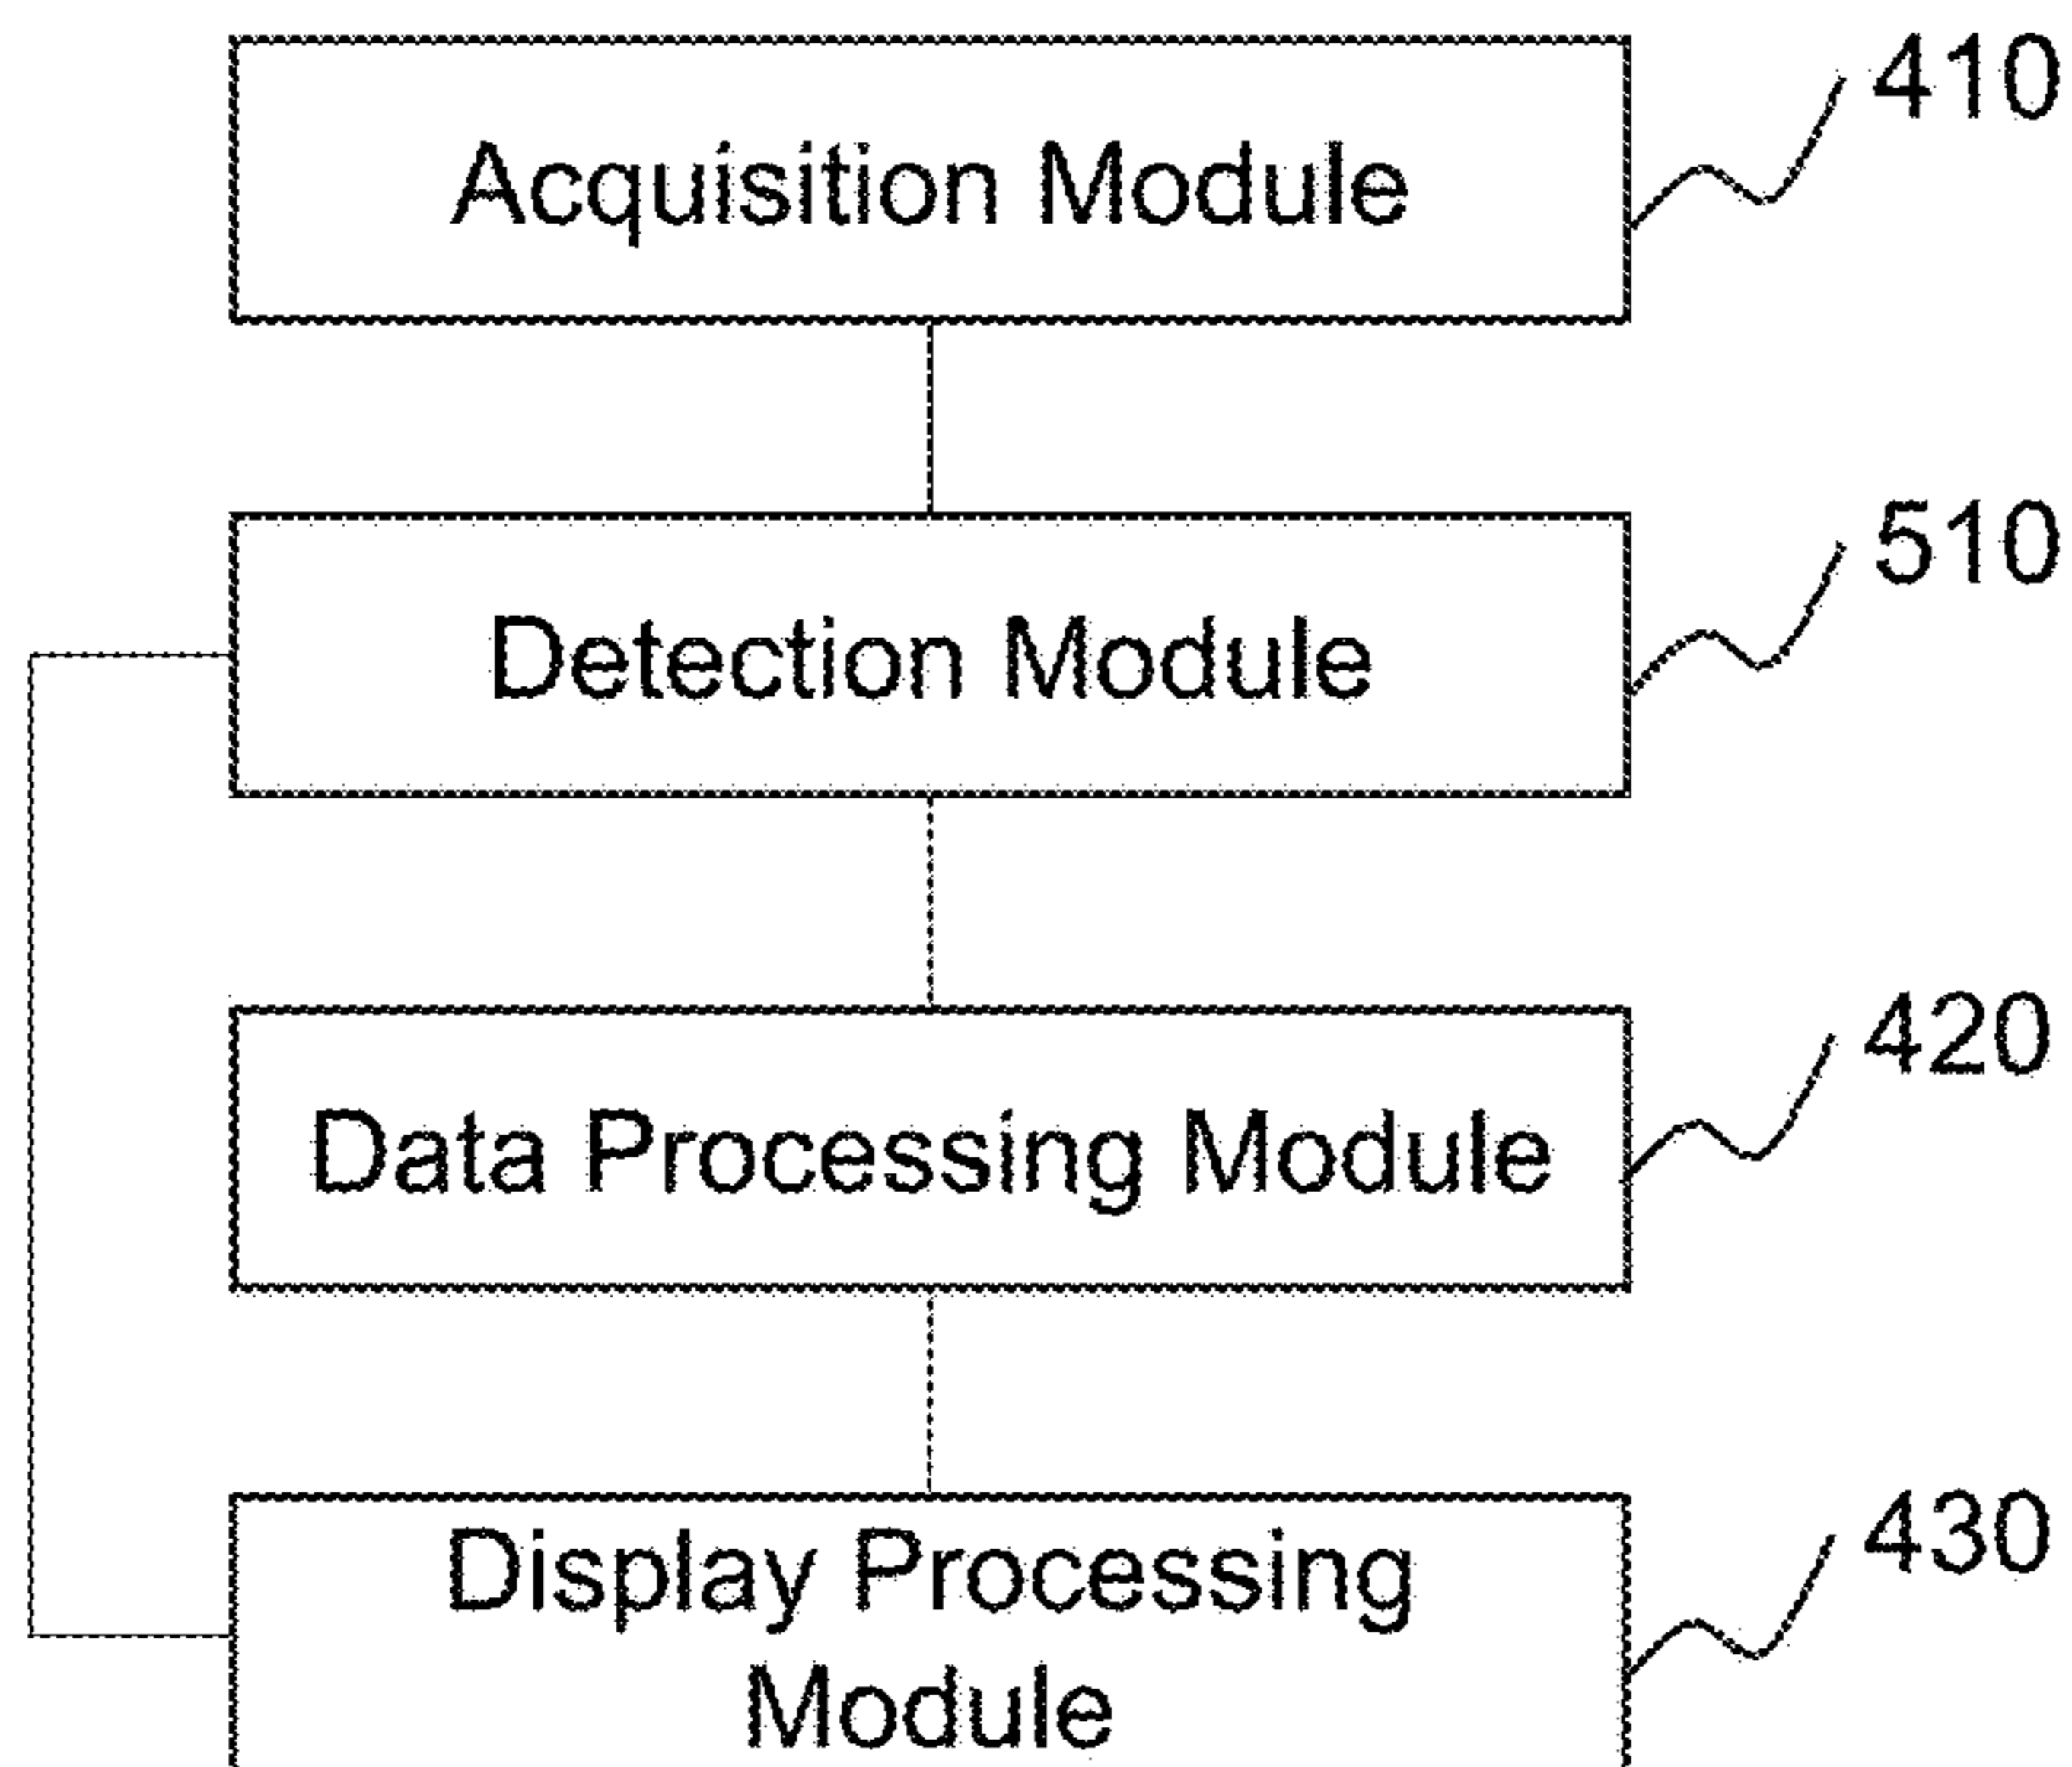 Acquisition Module
410
Detection Module
510
Data Processing Module
420
Display Processing
Module
430